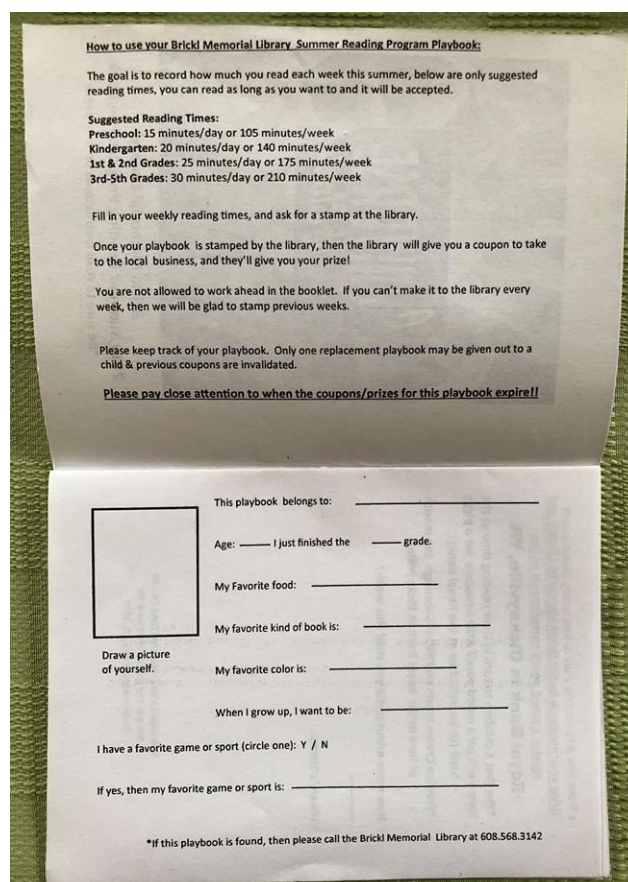 How to use your Brickl Memorial Library Summer Reading Program Playbook:
The goal is to record how much you read each week this summer, below are only suggested
reading times, you can read as long as you want to and it will be accepted.
Suggested Reading Times:
Preschool: 15 minutes/day or 105 minutes/week
Kindergarten: 20 minutes/day or 140 minutes/week
1st & 2nd Grades: 25 minutes/day or 175 minutes/week
3rd-5th Grades: 30 minutes/day or 210 minutes/week
Fill in your weekly reading times, and ask for a stamp at the library.
Once your playbook is stamped by the library, then the library will give you a coupon to take
to the local business, and they'll give you your prize!
You are not allowed to work ahead in the booklet. If you can't make it to the library every
week, then we will be glad to stamp previous weeks.
Please keep track of your playbook. Only one replacement playbook may be given out to a
child & previous coupons are invalidated.
Please pay close attention to when the coupons/prizes for this playbook expire!!
This playbook belongs to:
Age: I just finished the grade.
My Favorite food:
My favorite kind of book is:
Draw a picture
of yourself.
My favorite color is:
When I grow up, I want to be:
I have a favorite game or sport (circle one): Y / N
If yes, then my favorite game or sport is:
*If this playbook is found, then please call the Brickl Memorial Library at 608.568.3142